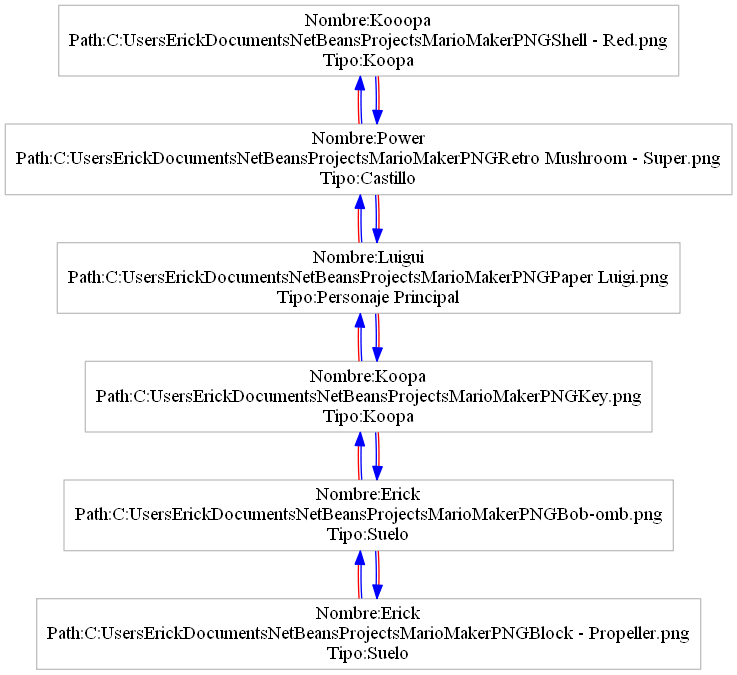 Nombre:Kooopa
Path:C:UsersErickDocumentsNetBeansProjectsMarioMakerPNGShell - Red.png
Tipo:Koopa
Nombre:Power
Path:C:UsersErickDocumentsNetBeansProjectsMarioMakerPNGRetro Mushroom - Super.png
Tipo:Castillo
Nombre:Luigui
Path:C:UsersErickDocumentsNetBeansProjectsMarioMakerPNGPaper Luigi.png
Tipo:Personaje Principal
Nombre:Koopa
Path:C:UsersErickDocumentsNetBeansProjectsMarioMakerPNGKey.png
Tipo:Koopa
Nombre:Erick
Path:C:UsersErickDocumentsNetBeansProjectsMarioMakerPNGBob-omb.png
Tipo:Suelo
Nombre:Erick
Path:C:UsersErickDocumentsNetBeansProjectsMarioMakerPNGBlock - Propeller.png
Tipo:Suelo